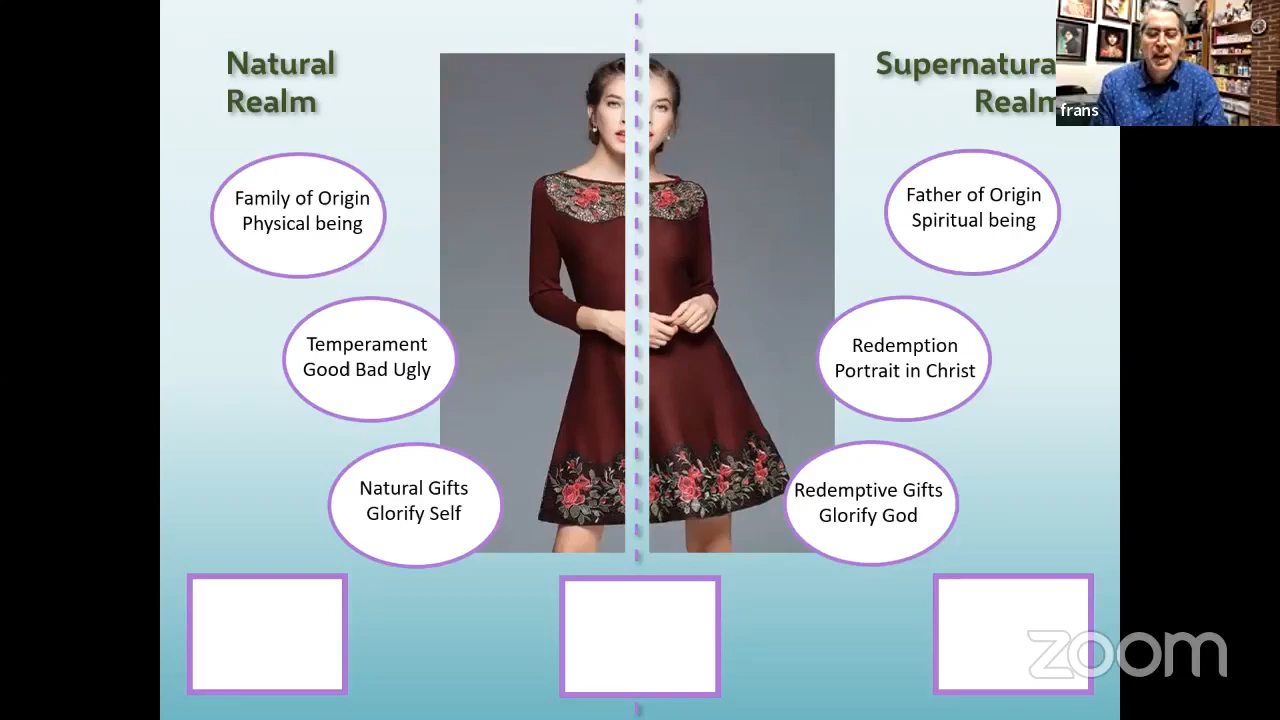 Natural
Realm
Supernatura
Realm
frans
Family of Origin
Physical being
Father of Origin
Spiritual being
Temperament
Good Bad Ugly
Redemption
Portrait in Christ
Natural Gifts
Glorify Self
Redemptive Gifts
Glorify God
zoom